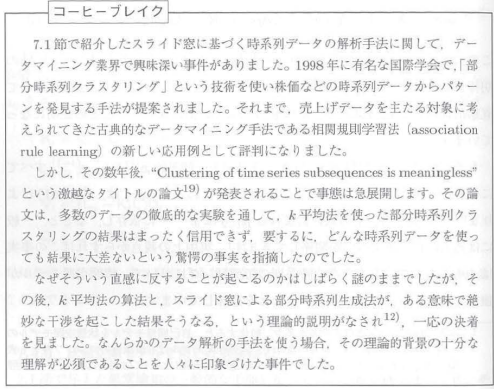 コーヒーブレイク
7.1 節で紹介したスライド窓に基づく時系列データの解析手法に関して，デー
タマイニング業界で興味深い事件がありました。1998 年に有名な国際学会で，「部
分時系列クラスタリング」という技術を使い株価などの時系列データからパター
ンを発見する手法が提案されました。それまで，売上げデータを主たる対象に考
えられてきた古典的なデータマイニング手法である相関規則学習法（association
rule learning）の新しい応用例として評判になりました。
しかし，その数年後，“Clustering of time series subsequences is meaningless”
という激越なタイトルの論文19) が発表されることで事態は急展開します。その論
文は，多数のデータの徹底的な実験を通して，k 平均法を使った部分時系列クラ
スタリングの結果はまったく信用できず，要するに，どんな時系列データを使っ
ても結果に大差ないという驚愕の事実を指摘したのでした。
なぜそういう直感に反することが起こるのかはしばらく謎のままでしたが，そ
の後，k 平均法の算法と，スライド窓による部分時系列生成法が，ある意味で絶
妙な干渉を起こした結果そうなる，という理論的説明がなされ12)，一応の決着
を見ました。なんらかのデータ解析の手法を使う場合，その理論的背景の十分な
理解が必須であることを人々に印象づけた事件でした。